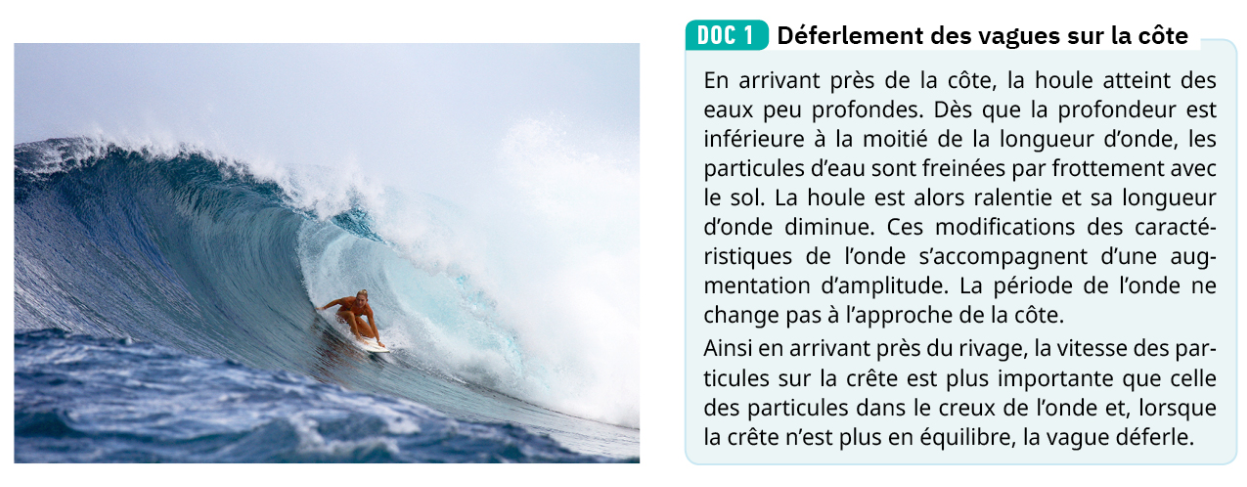 DOC 1 Déferlement des vagues sur la côte
En arrivant près de la côte, la houle atteint des
eaux peu profondes. Dès que la profondeur est
inférieure à la moitié de la longueur d’onde, les
particules d’eau sont freinées par frottement avec
le sol. La houle est alors ralentie et sa longueur
d’onde diminue. Ces modifications des caracté-
ristiques de l’onde s’accompagnent d’une aug-
mentation d’amplitude. La période de l’onde ne
change pas à l’approche de la côte.
Ainsi en arrivant près du rivage, la vitesse des par-
ticules sur la crête est plus importante que celle
des particules dans le creux de l’onde et, lorsque
la crête n’est plus en équilibre, la vague déferle.